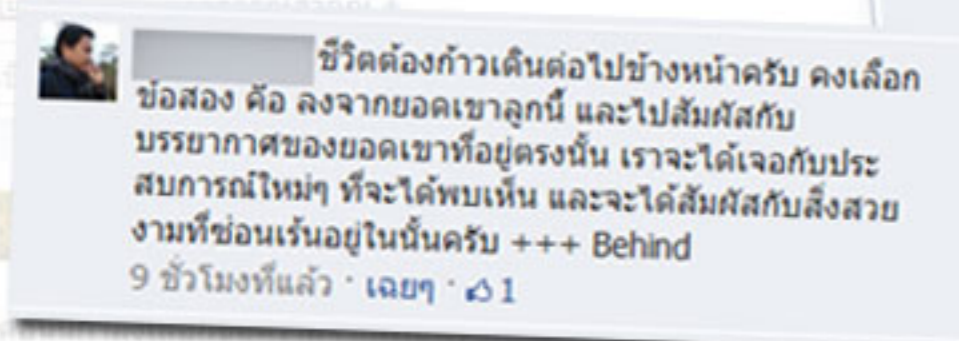 ชีวิตต้องก้าวเดินต่อไปข้างหน้าครับ คงเลือก
ข้อสอง คือ ลงจากยอดเขาลูกนี้ และไปสัมผัสกับ
บรรยากาศของยอดเขาที่อยู่ตรงนั้น เราจะได้เจอกับประ
สบการณ์ใหม่ๆ ที่จะได้พบเห็น และจะได้สัมผัสกับสิ่งสวย
งามที่ซ่อนเร้นอยู่ในนั้นครับ +++ Behind
9 ชั่วโมงที่แล้ว · เฉยๆ · 1